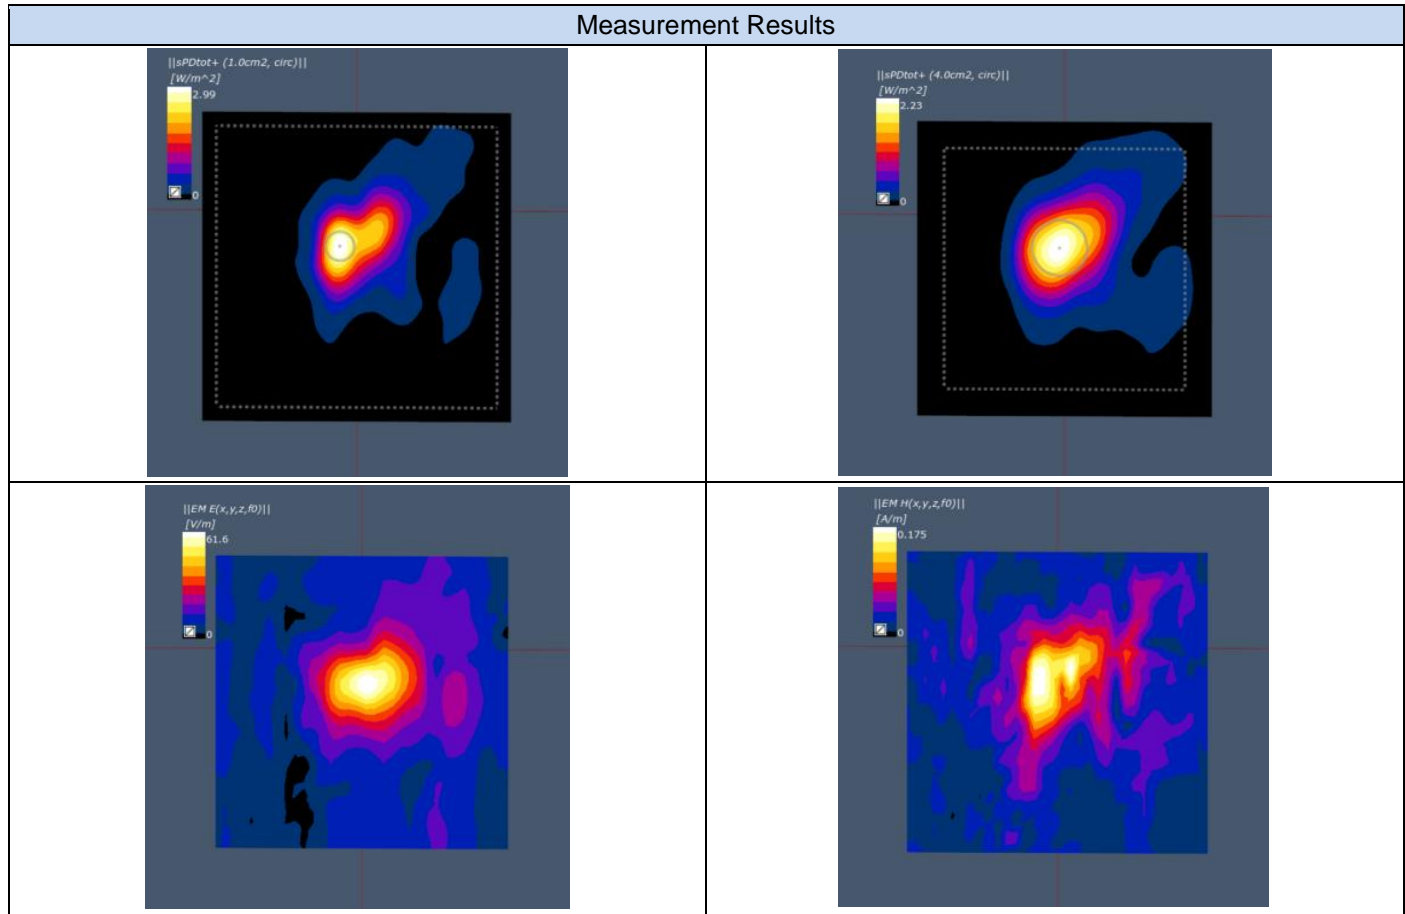 Measurement Results
||sPDtot+ (1.0cm2, circ)||
[W/m^2]
2.99
0
||sPDtot+ (4.0cm2, circ)||
[W/m^2]
2.23
0
||EM E(x,y,z,f0)||
[V/m]
61.6
0
||EM H(x,y,z,f0)||
[A/m]
0.175
0